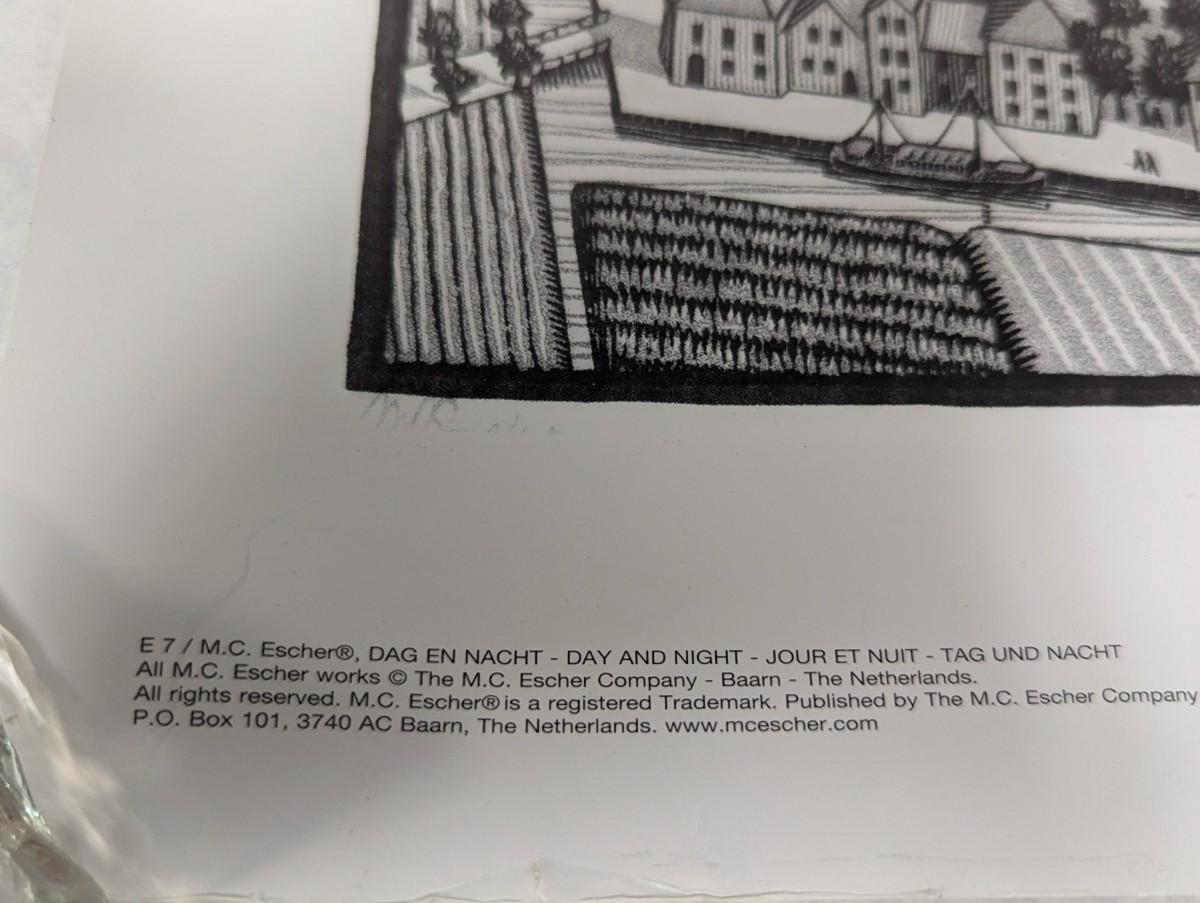 E 7 / M.C. Escher®, DAG EN NACHT - DAY AND NIGHT - JOUR ET NUIT - TAG UND NACHT
All M.C. Escher works © The M.C. Escher Company - Baarn - The Netherlands.
All rights reserved. M.C. Escher® is a registered Trademark. Published by The M.C. Escher Company
P.O. Box 101, 3740 AC Baarn, The Netherlands. www.mcescher.com